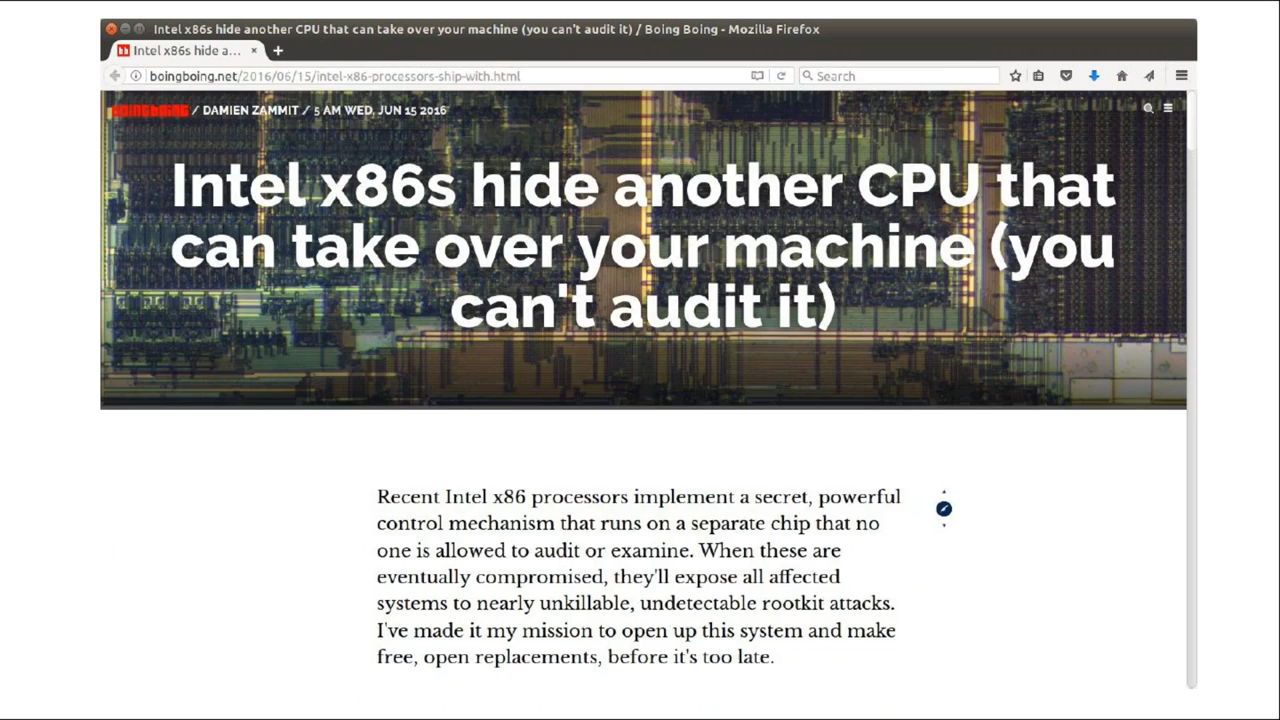 Intel x86s hide another CPU that can take over your machine (you can't audit it) / Boing Boing - Mozilla Firefox
Intel x86s hide a... × +
boingboing.net/2016/06/15/intel-x86-processors-ship-with.html
Search
boingboing / DAMIEN ZAMMIT / 5 AM WED, JUN 15 2016
Intel x86s hide another CPU that
can take over your machine (you
can't audit it)
Recent Intel x86 processors implement a secret, powerful
control mechanism that runs on a separate chip that no
one is allowed to audit or examine. When these are
eventually compromised, they'll expose all affected
systems to nearly unkillable, undetectable rootkit attacks.
I've made it my mission to open up this system and make
free, open replacements, before it's too late.